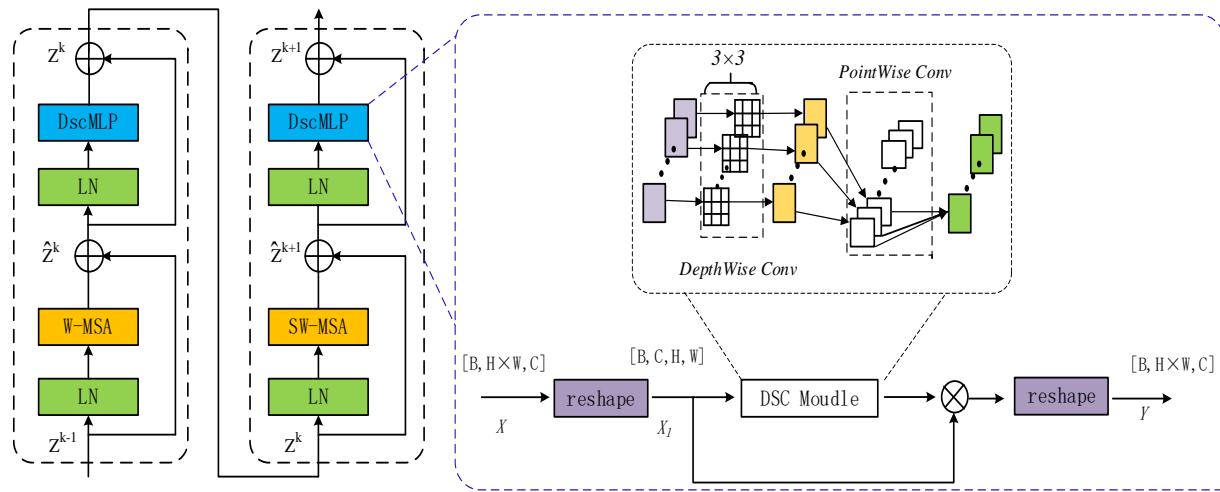 Z^k
DscMLP
LN
Ẑ^k
W-MSA
LN
Z^{k-1}
Z^{k+1}
DscMLP
LN
Ẑ^{k+1}
SW-MSA
LN
Z^k
3×3
PointWise Conv
DepthWise Conv
[B, H×W, C]
[B, C, H, W]
[B, H×W, C]
reshape
DSC Moudle
reshape
X
X_1
Y